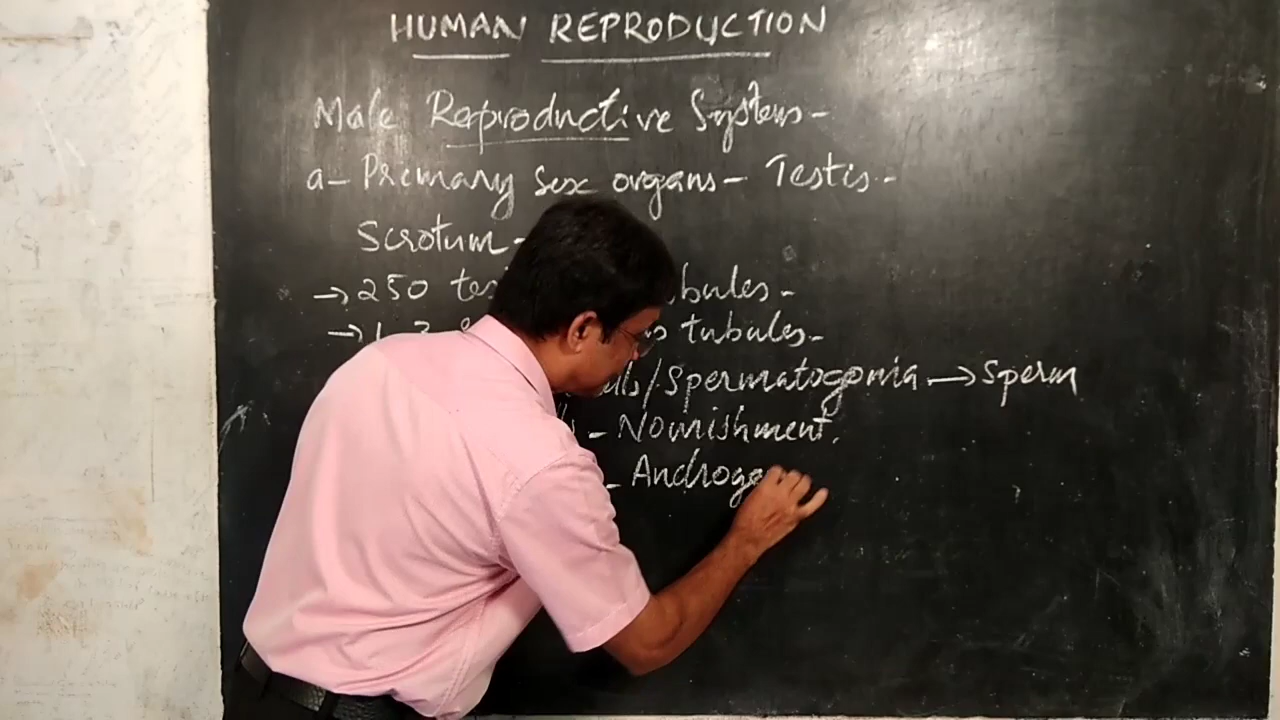 HUMAN REPRODUCTION
Male Reproductive System-
a- Primary sex organs- Testis-
Scrotum-
→250 tubules-
→1-3 tubules-
/Spermatogonia →Sperm
- Nourishment.
- Androge